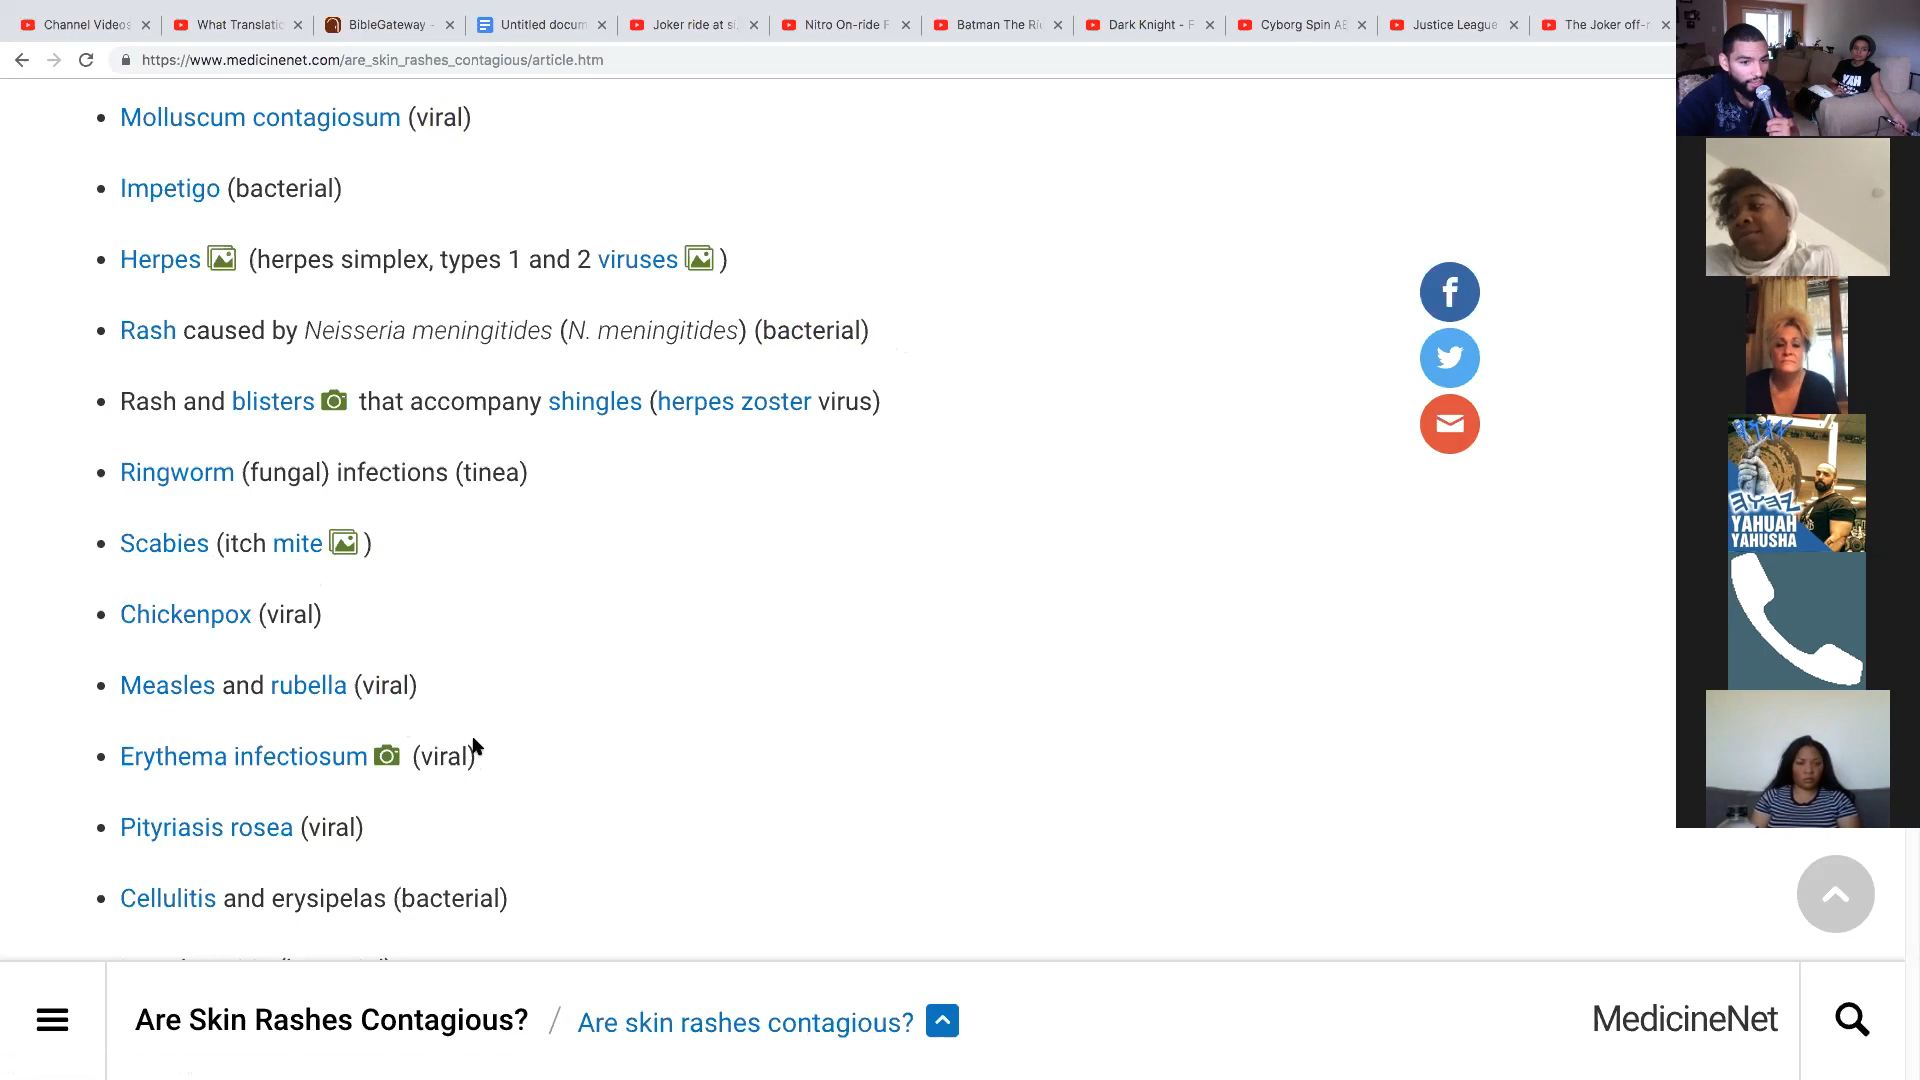 Channel Videos
What Translatic
BibleGateway -
Untitled docum
Joker ride at si
Nitro On-ride F
Batman The Ri
Dark Knight - F
Cyborg Spin AB
Justice League
The Joker off-r
https://www.medicinenet.com/are_skin_rashes_contagious/article.htm
YAH
• Molluscum contagiosum (viral)
• Impetigo (bacterial)
• Herpes (herpes simplex, types 1 and 2 viruses )
• Rash caused by Neisseria meningitides (N. meningitides) (bacterial)
• Rash and blisters that accompany shingles (herpes zoster virus)
• Ringworm (fungal) infections (tinea)
• Scabies (itch mite )
• Chickenpox (viral)
• Measles and rubella (viral)
• Erythema infectiosum (viral)
• Pityriasis rosea (viral)
• Cellulitis and erysipelas (bacterial)
YAHUAH
YAHUSHA
Are Skin Rashes Contagious? / Are skin rashes contagious?
MedicineNet